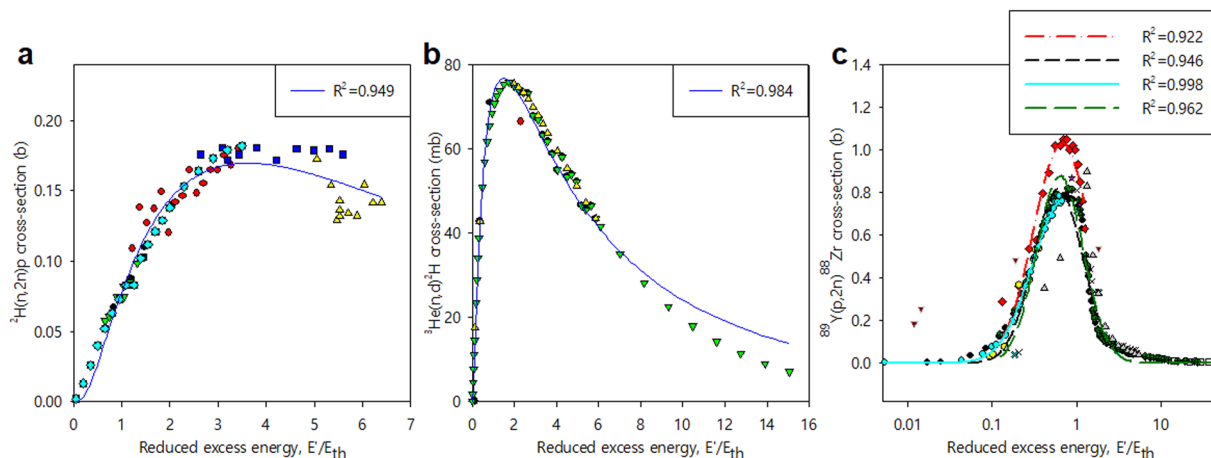 a
b
c
R²=0.922
R²=0.946
R²=0.998
R²=0.962
R²=0.949
R²=0.984
²H(n,2n)p cross-section (b)
0.20
0.15
0.10
0.05
0.00
0 1 2 3 4 5 6 7
Reduced excess energy, E'/Eth
³He(n,d)²H cross-section (mb)
80
60
40
20
0
0 2 4 6 8 10 12 14 16
Reduced excess energy, E'/Eth
⁸⁹Y(p,2n) ⁸⁸Zr cross-section (b)
1.4
1.2
1.0
0.8
0.6
0.4
0.2
0.0
0.01 0.1 1 10
Reduced excess energy, E'/Eth